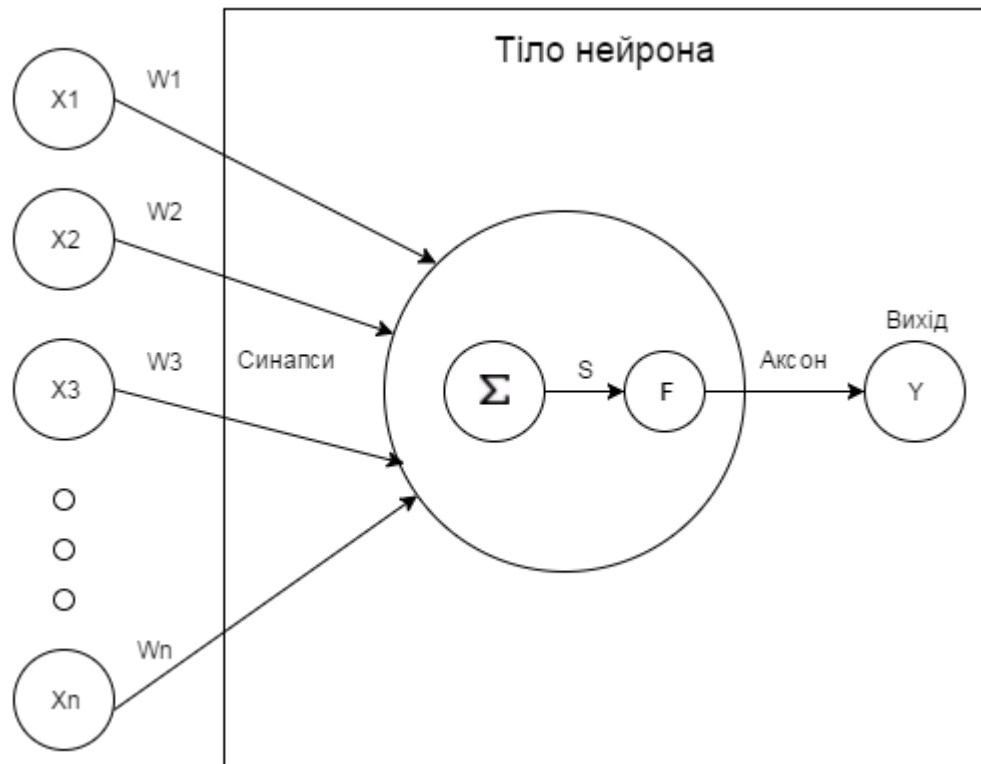 Тіло нейрона
X1
W1
X2
W2
X3
W3
Синапси
Σ
S
F
Аксон
Вихід
Y
Wn
Xn